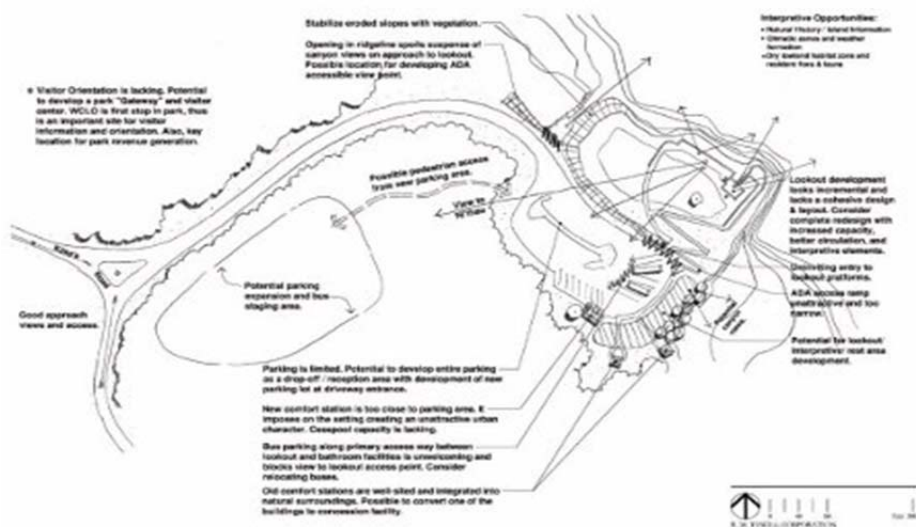 Stabilize eroded slopes with vegetation.
Opening in ridgeline spoils suspense of
canyon views on approach to lookout.
Possible location for developing ADA
accessible view point.
Interpretive Opportunities:
• Natural History / Island Information
• Climatic zones and weather
formation
• Dry lowland habitat zone and
resident flora & fauna
Visitor Orientation is lacking. Potential
to develop a park "Gateway" and visitor
center. WCLO is first stop in park, thus
is an important site for visitor
information and orientation. Also, key
location for park revenue generation.
Possible pedestrian access
from new parking area.
View to
Lookout development
looks incremental and
lacks a cohesive design
& layout. Consider
complete redesign with
increased capacity,
better circulation, and
interpretive elements.
Uninviting entry to
lookout platforms.
ADA access ramp
unattractive and too
narrow.
Potential for lookout/
interpretive/ rest area
development.
Potential parking
expansion and bus
staging area.
Good approach
views and access.
Parking is limited. Potential to develop entire parking
as a drop-off / reception area with development of new
parking lot at driveway entrance.
New comfort station is too close to parking area. It
imposes on the setting creating an unattractive urban
character. Cesspool capacity is lacking.
Bus parking along primary access way between
lookout and bathroom facilities is unwelcoming and
blocks view to lookout access point. Consider
relocating buses.
Old comfort stations are well-sited and integrated into
natural surroundings. Possible to convert one of the
buildings to concession facility.
CORPORATION